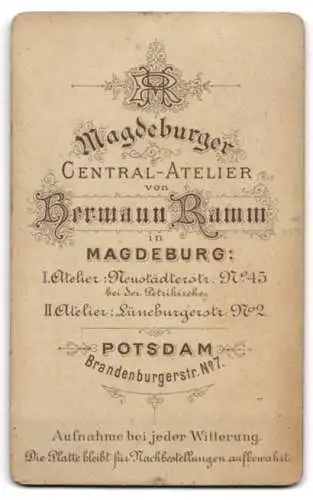 HR
Magdeburger
CENTRAL-ATELIER
von
Hermann Ramm
in
MAGDEBURG:
I. Atelier: Neustädterstr. No 45
bei der Petrikirche,
II. Atelier: Lüneburgerstr. No 2.
POTSDAM
Brandenburgerstr. No 7.
Aufnahme bei jeder Witterung.
Die Platte bleibt für Nachbestellungen aufbewahrt.